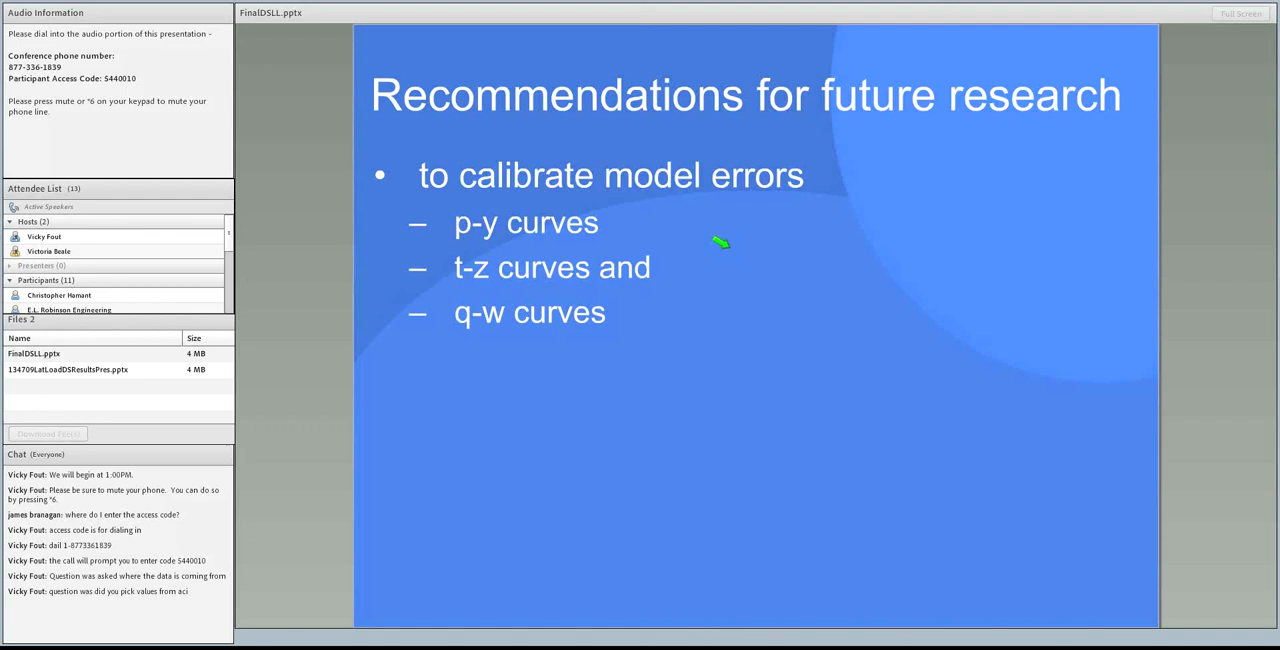 Audio Information
Please dial into the audio portion of this presentation -
Conference phone number:
877-336-1839
Participant Access Code: 5440010
Please press mute or *6 on your keypad to mute your
phone line.
Attendee List (13)
Active Speakers
Hosts (2)
Vicky Fout
Victoria Beale
Presenters (0)
Participants (11)
Christopher Hamant
E.L. Robinson Engineering
Files 2
Name Size
FinalDSLL.pptx 4 MB
134709LatLoadDSResultsPres.pptx 4 MB
Download File(s)
Chat (Everyone)
Vicky Fout: We will begin at 1:00PM.
Vicky Fout: Please be sure to mute your phone. You can do so
by pressing *6.
james branagan: where do I enter the access code?
Vicky Fout: access code is for dialing in
Vicky Fout: dail 1-8773361839
Vicky Fout: the call will prompt you to enter code 5440010
Vicky Fout: Question was asked where the data is coming from
Vicky Fout: question was did you pick values from aci
FinalDSLL.pptx
Full Screen
Recommendations for future research
• to calibrate model errors
– p-y curves
– t-z curves and
– q-w curves